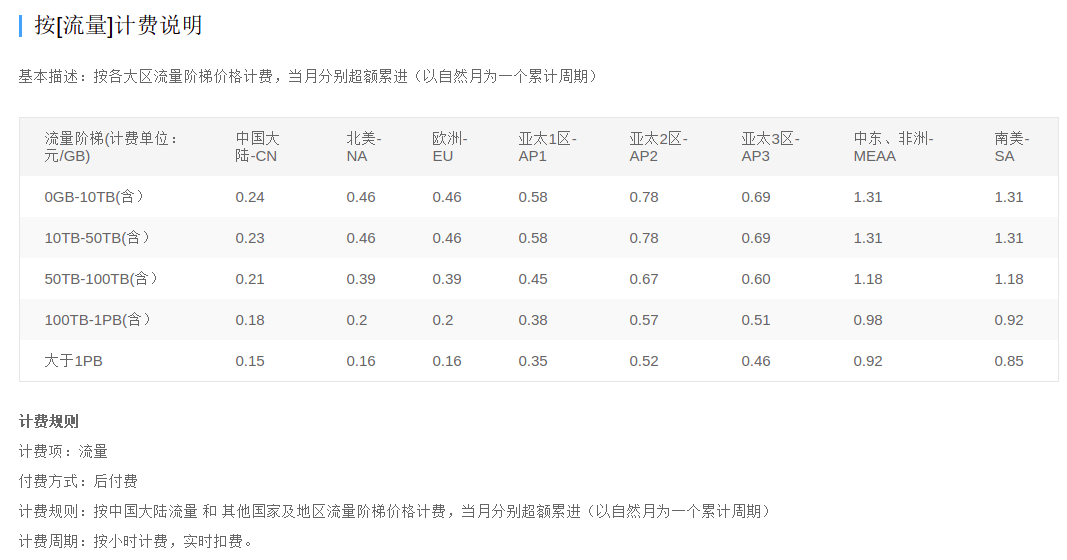 按[流量]计费说明
基本描述：按各大区流量阶梯价格计费，当月分别超额累进（以自然月为一个累计周期）
流量阶梯(计费单位： 中国大 北美- 欧洲- 亚太1区- 亚太2区- 亚太3区- 中东、非洲- 南美-
元/GB) 陆-CN NA EU AP1 AP2 AP3 MEAA SA
0GB-10TB(含） 0.24 0.46 0.46 0.58 0.78 0.69 1.31 1.31
10TB-50TB(含） 0.23 0.46 0.46 0.58 0.78 0.69 1.31 1.31
50TB-100TB(含） 0.21 0.39 0.39 0.45 0.67 0.60 1.18 1.18
100TB-1PB(含） 0.18 0.2 0.2 0.38 0.57 0.51 0.98 0.92
大于1PB 0.15 0.16 0.16 0.35 0.52 0.46 0.92 0.85
计费规则
计费项：流量
付费方式：后付费
计费规则：按中国大陆流量 和 其他国家及地区流量阶梯价格计费，当月分别超额累进（以自然月为一个累计周期）
计费周期：按小时计费，实时扣费。